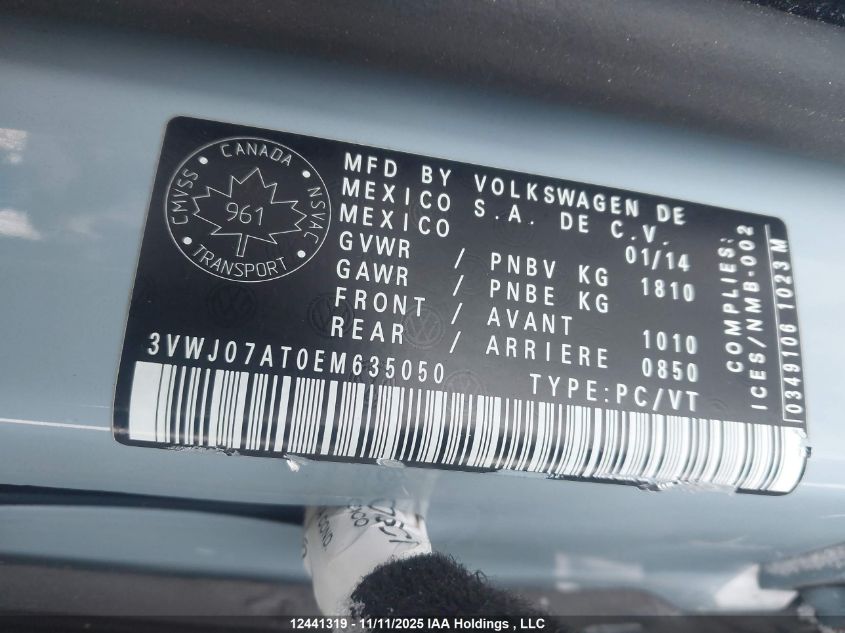 CANADA
CMVSS • NSVAC
961
• TRANSPORT •
MFD BY VOLKSWAGEN DE
MEXICO S.A. DE C.V.
MEXICO 01/14
GVWR / PNBV KG 1810
GAWR / PNBE KG
FRONT / AVANT 1010
REAR / ARRIERE 0850
3VWJ07AT0EM635050 TYPE:PC/VT
COMPLIES:
ICES/NMB-002
0349106 1023 M
12441319 - 11/11/2025 IAA Holdings , LLC